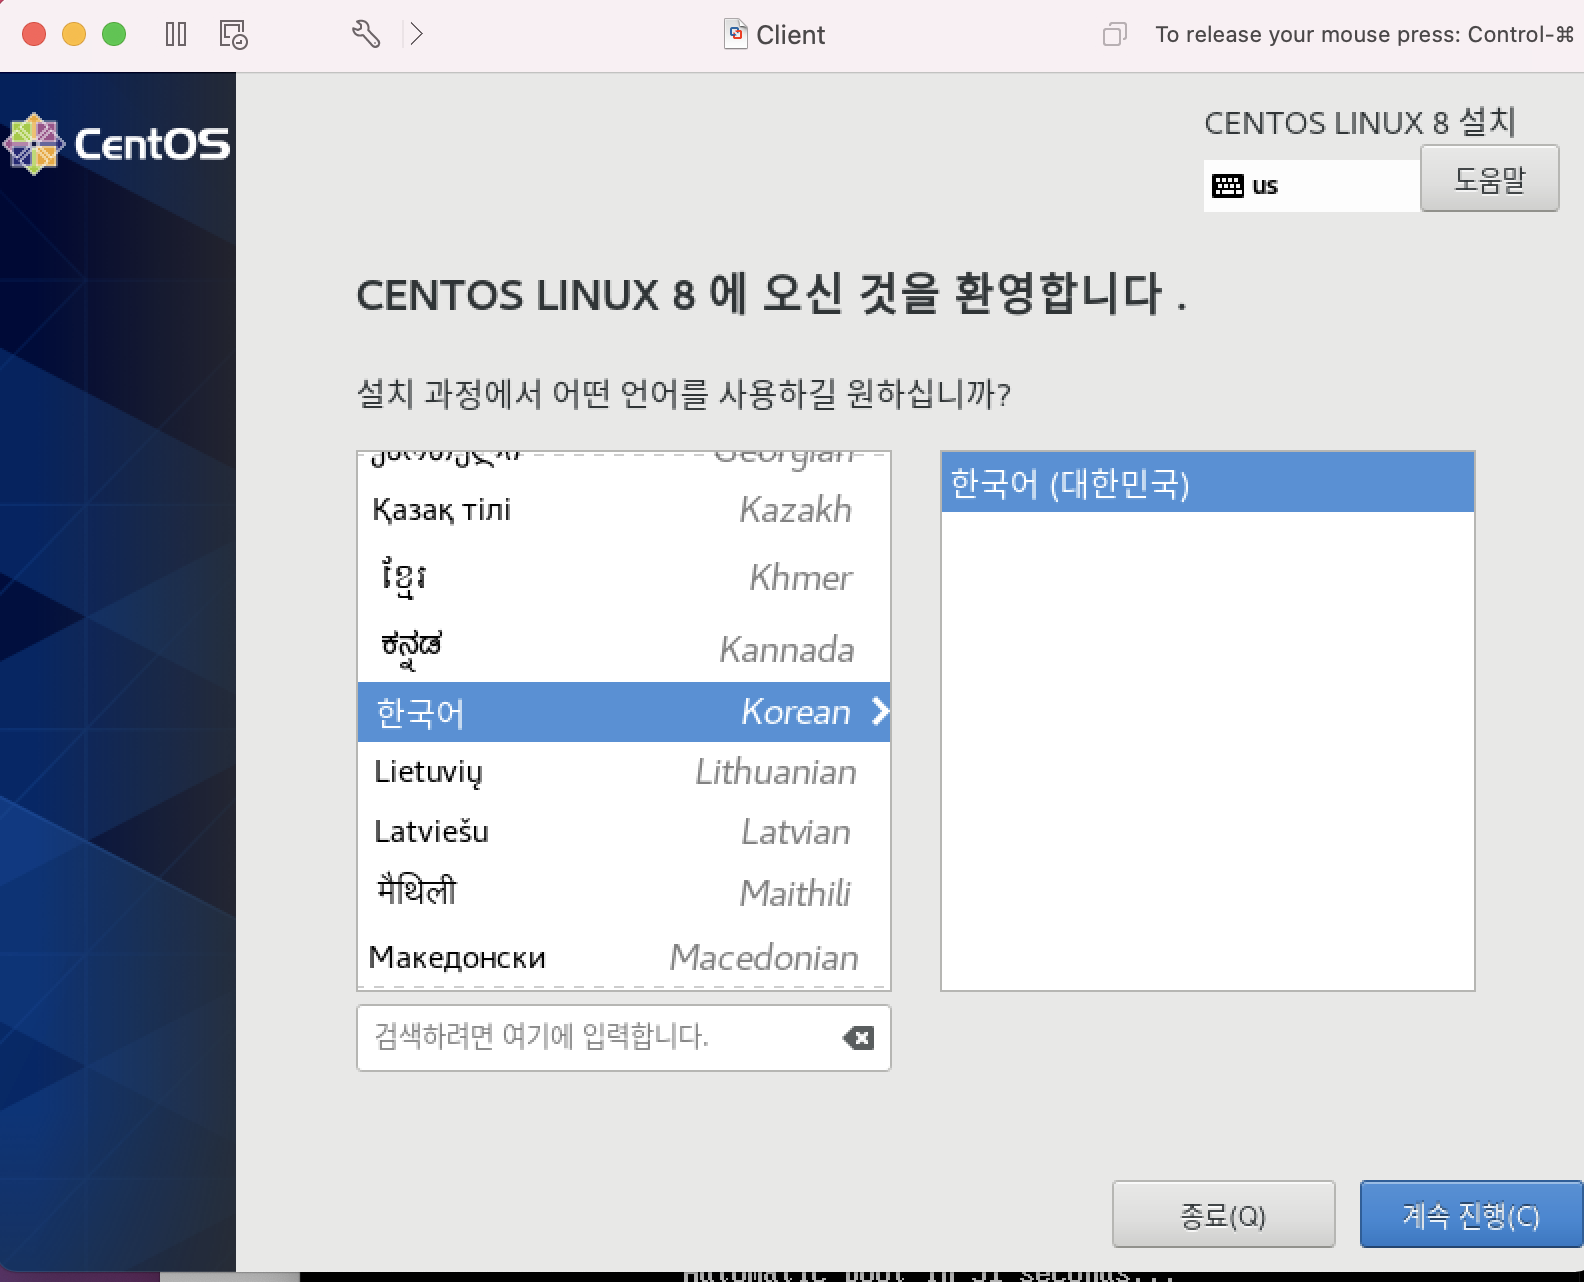 Client
To release your mouse press: Control-⌘
CentOS
CENTOS LINUX 8 설치
us
도움말
CENTOS LINUX 8 에 오신 것을 환영합니다 .
설치 과정에서 어떤 언어를 사용하길 원하십니까?
Georgian
Қазақ тілі Kazakh
ខ្មែរ Khmer
ಕನ್ನಡ Kannada
한국어 Korean
Lietuvių Lithuanian
Latviešu Latvian
मैथिली Maithili
Македонски Macedonian
한국어 (대한민국)
검색하려면 여기에 입력합니다.
종료(Q)
계속 진행(C)
Automatic boot in 51 seconds...